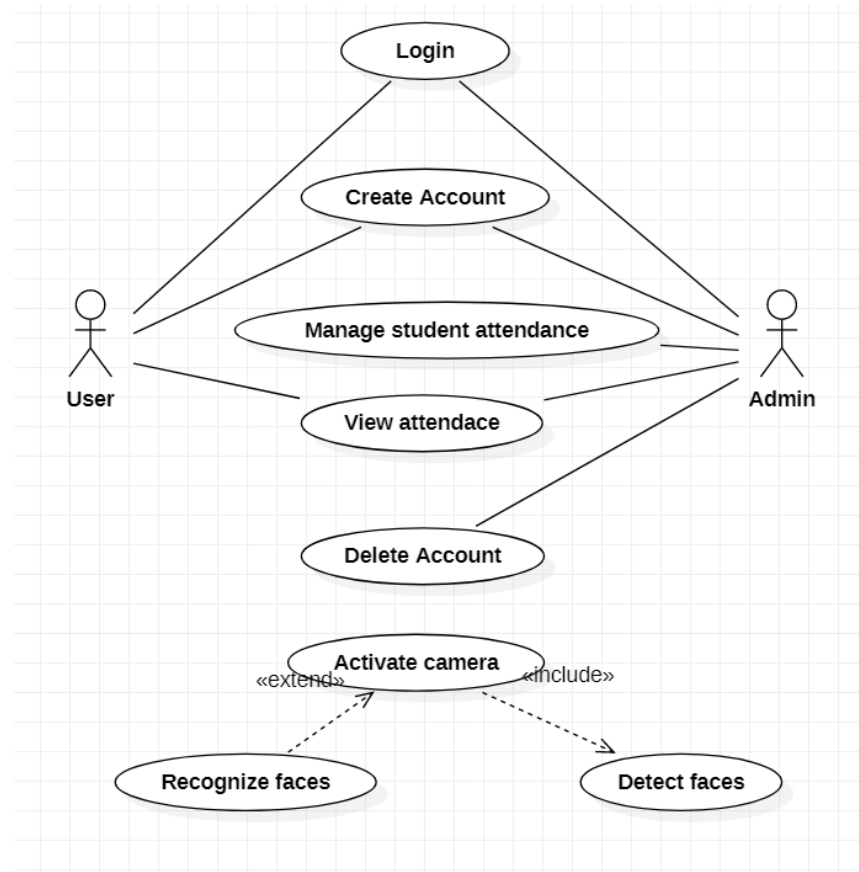 Login
Create Account
Manage student attendance
User
Admin
View attendace
Delete Account
Activate camera
«extend»
«include»
Recognize faces
Detect faces